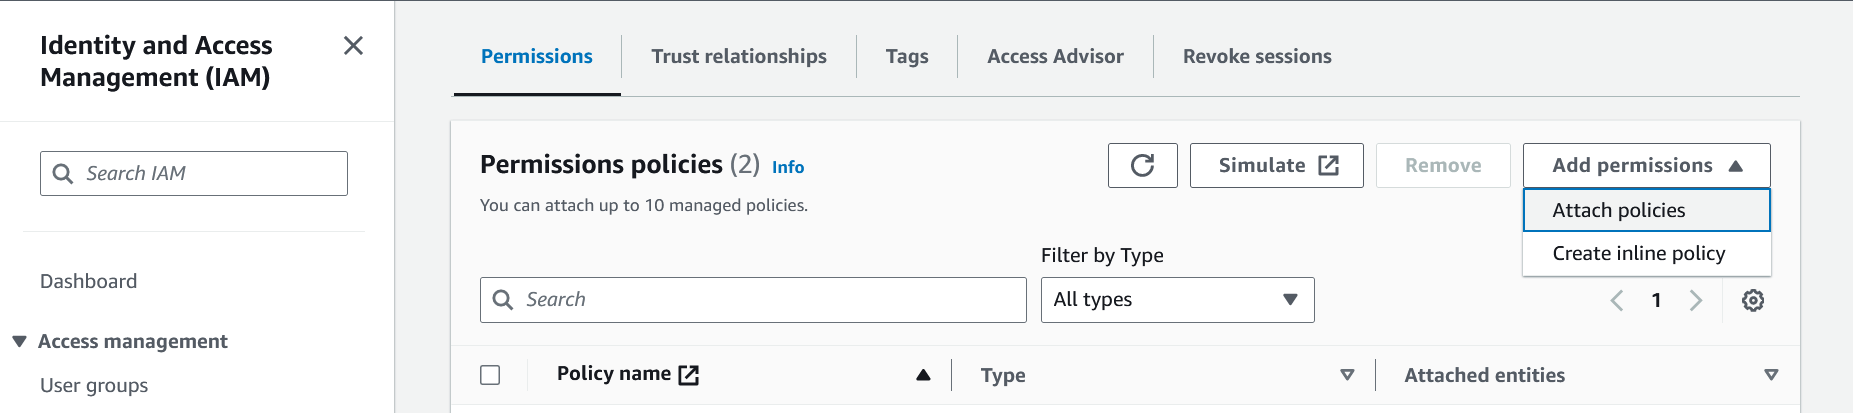 Identity and Access
Management (IAM)
Search IAM
Dashboard
Access management
User groups
Permissions
Trust relationships
Tags
Access Advisor
Revoke sessions
Permissions policies (2) Info
You can attach up to 10 managed policies.
Simulate
Remove
Add permissions
Attach policies
Create inline policy
Filter by Type
Search
All types
1
Policy name
Type
Attached entities